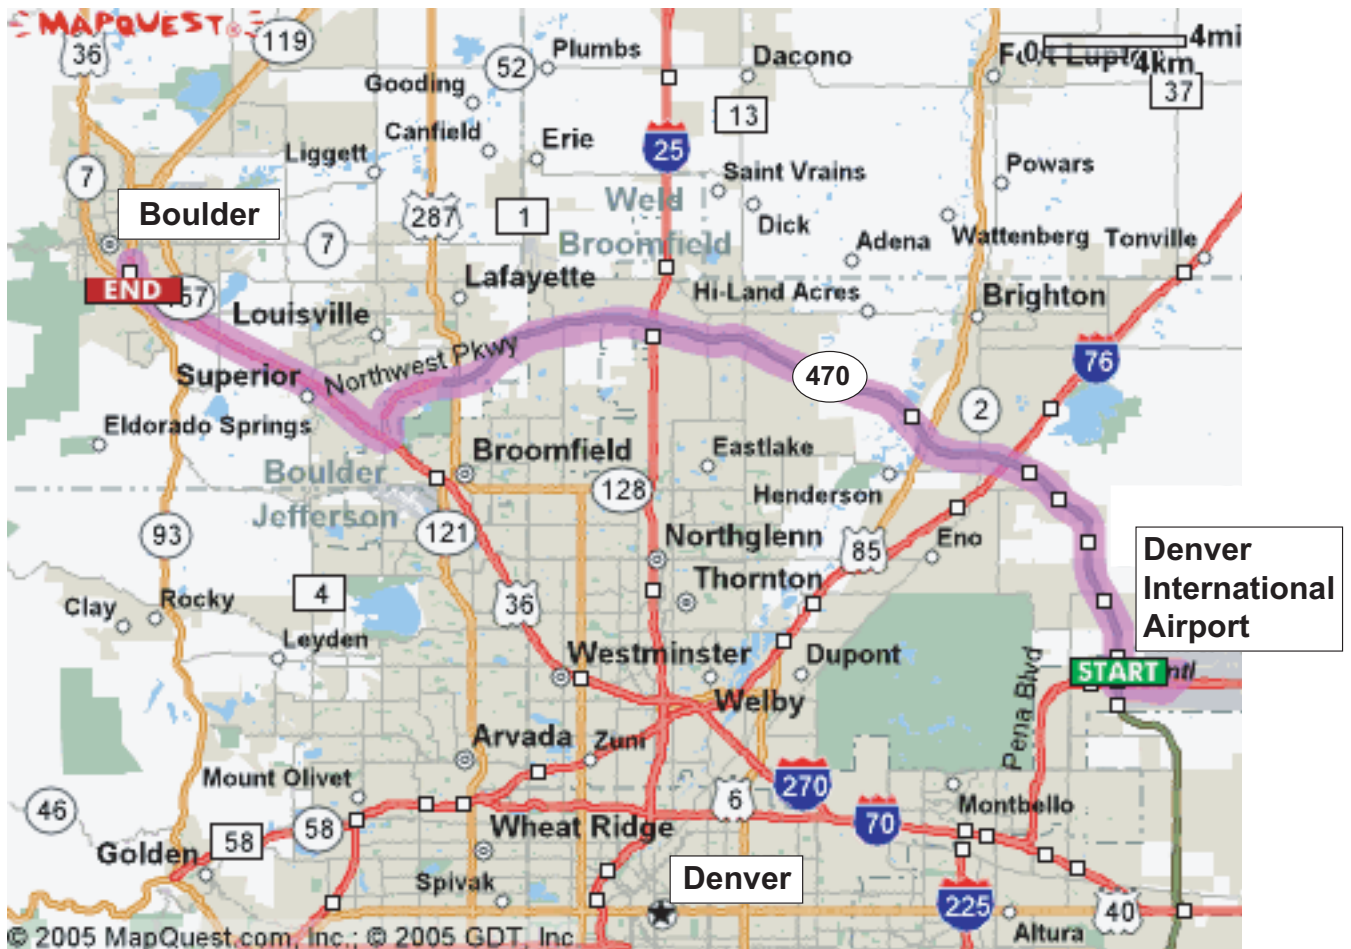 MAPQUEST
36
119
Plumbs
52
Dacono
0
4mi
4km
Gooding
13
37
Canfield
Erie
25
Liggett
Powars
7
Saint Vrains
Weld
Boulder
287
1
Dick
7
Broomfield
Adena
Wattenberg
Tonville
END
Lafayette
Hi-Land Acres
Brighton
Louisville
Northwest Pkwy
76
Superior
470
2
Eldorado Springs
Broomfield
Eastlake
Boulder
128
Henderson
Jefferson
93
121
Northglenn
85
Eno
Denver
International
Airport
Thornton
Clay
Rocky
4
36
Leyden
Westminster
Dupont
Pena Blvd
START
ntl
Welby
Arvada
Zuni
Mount Olivet
6
270
46
58
58
Wheat Ridge
70
Montbello
Golden
Spivak
Denver
225
40
Altura
© 2005 MapQuest.com, Inc.; © 2005 GDT, Inc